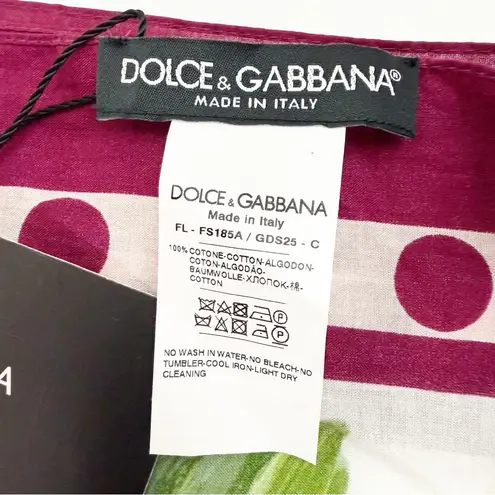 DOLCE & GABBANA®
MADE IN ITALY
DOLCE & GABBANA
Made in Italy
FL - FS185A / GDS25 - C
100% COTONE-COTTON-ALGODON-
COTON-ALGODÃO-
BAUMWOLLE-ХЛОПОК-棉-
COTTON
P
P
NO WASH IN WATER-NO BLEACH-NO
TUMBLER-COOL IRON-LIGHT DRY
CLEANING
A